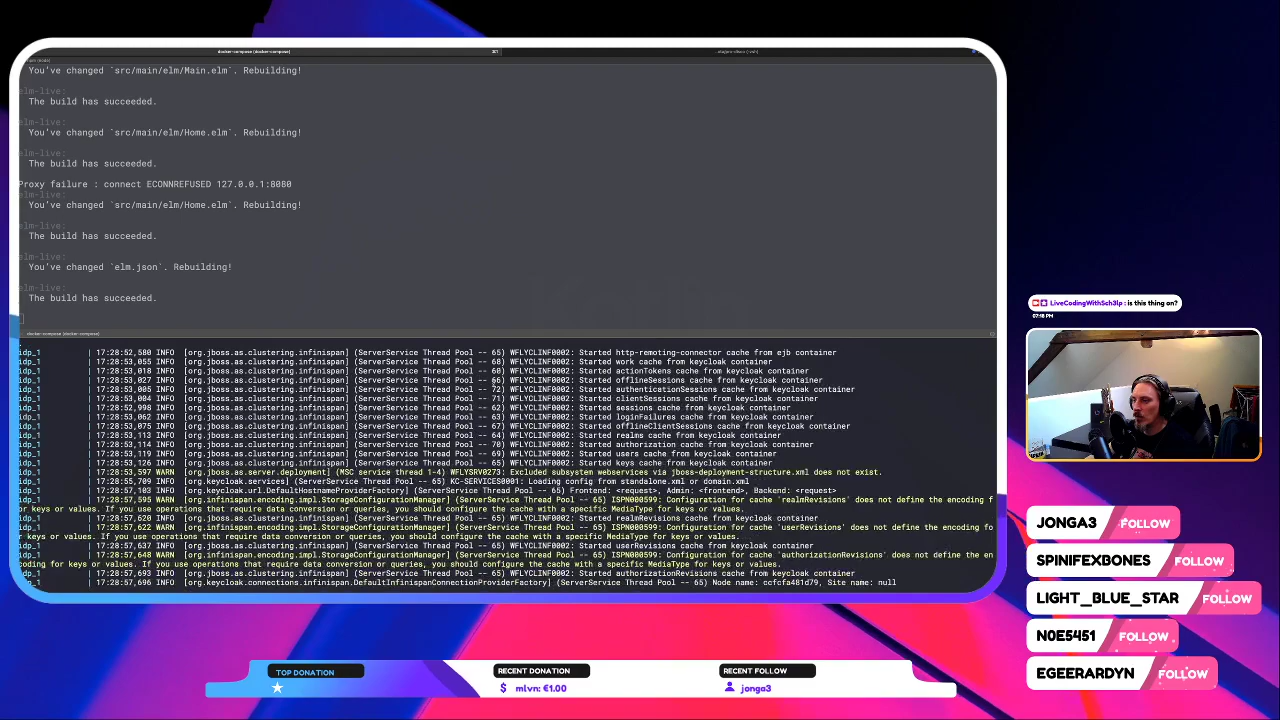 docker-compose (docker-compose)
You've changed `src/main/elm/Main.elm`. Rebuilding!
elm-live:
The build has succeeded.
elm-live:
You've changed `src/main/elm/Home.elm`. Rebuilding!
elm-live:
The build has succeeded.
Proxy failure : connect ECONNREFUSED 127.0.0.1:8080
elm-live:
You've changed `src/main/elm/Home.elm`. Rebuilding!
elm-live:
The build has succeeded.
elm-live:
You've changed `elm.json`. Rebuilding!
elm-live:
The build has succeeded.
docker-compose (docker-compose)
idp_1 | 17:28:52,580 INFO [org.jboss.as.clustering.infinispan] (ServerService Thread Pool -- 65) WFLYCLINF0002: Started http-remoting-connector cache from ejb container
idp_1 | 17:28:53,055 INFO [org.jboss.as.clustering.infinispan] (ServerService Thread Pool -- 68) WFLYCLINF0002: Started work cache from keycloak container
idp_1 | 17:28:53,018 INFO [org.jboss.as.clustering.infinispan] (ServerService Thread Pool -- 60) WFLYCLINF0002: Started actionTokens cache from keycloak container
idp_1 | 17:28:53,027 INFO [org.jboss.as.clustering.infinispan] (ServerService Thread Pool -- 66) WFLYCLINF0002: Started offlineSessions cache from keycloak container
idp_1 | 17:28:53,005 INFO [org.jboss.as.clustering.infinispan] (ServerService Thread Pool -- 72) WFLYCLINF0002: Started authenticationSessions cache from keycloak container
idp_1 | 17:28:53,004 INFO [org.jboss.as.clustering.infinispan] (ServerService Thread Pool -- 71) WFLYCLINF0002: Started clientSessions cache from keycloak container
idp_1 | 17:28:52,998 INFO [org.jboss.as.clustering.infinispan] (ServerService Thread Pool -- 62) WFLYCLINF0002: Started sessions cache from keycloak container
idp_1 | 17:28:53,062 INFO [org.jboss.as.clustering.infinispan] (ServerService Thread Pool -- 63) WFLYCLINF0002: Started loginFailures cache from keycloak container
idp_1 | 17:28:53,075 INFO [org.jboss.as.clustering.infinispan] (ServerService Thread Pool -- 67) WFLYCLINF0002: Started offlineClientSessions cache from keycloak container
idp_1 | 17:28:53,113 INFO [org.jboss.as.clustering.infinispan] (ServerService Thread Pool -- 64) WFLYCLINF0002: Started realms cache from keycloak container
idp_1 | 17:28:53,114 INFO [org.jboss.as.clustering.infinispan] (ServerService Thread Pool -- 70) WFLYCLINF0002: Started authorization cache from keycloak container
idp_1 | 17:28:53,119 INFO [org.jboss.as.clustering.infinispan] (ServerService Thread Pool -- 69) WFLYCLINF0002: Started users cache from keycloak container
idp_1 | 17:28:53,126 INFO [org.jboss.as.clustering.infinispan] (ServerService Thread Pool -- 65) WFLYCLINF0002: Started keys cache from keycloak container
idp_1 | 17:28:53,597 WARN [org.jboss.as.server.deployment] (MSC service thread 1-4) WFLYSRV0273: Excluded subsystem webservices via jboss-deployment-structure.xml does not exist.
idp_1 | 17:28:55,709 INFO [org.keycloak.services] (ServerService Thread Pool -- 65) KC-SERVICES0001: Loading config from standalone.xml or domain.xml
idp_1 | 17:28:57,103 INFO [org.keycloak.url.DefaultHostnameProviderFactory] (ServerService Thread Pool -- 65) Frontend: <request>, Admin: <frontend>, Backend: <request>
idp_1 | 17:28:57,595 WARN [org.infinispan.encoding.impl.StorageConfigurationManager] (ServerService Thread Pool -- 65) ISPN000599: Configuration for cache 'realmRevisions' does not define the encoding f
or keys or values. If you use operations that require data conversion or queries, you should configure the cache with a specific MediaType for keys or values.
idp_1 | 17:28:57,620 INFO [org.jboss.as.clustering.infinispan] (ServerService Thread Pool -- 65) WFLYCLINF0002: Started realmRevisions cache from keycloak container
idp_1 | 17:28:57,622 WARN [org.infinispan.encoding.impl.StorageConfigurationManager] (ServerService Thread Pool -- 65) ISPN000599: Configuration for cache 'userRevisions' does not define the encoding fo
r keys or values. If you use operations that require data conversion or queries, you should configure the cache with a specific MediaType for keys or values.
idp_1 | 17:28:57,637 INFO [org.jboss.as.clustering.infinispan] (ServerService Thread Pool -- 65) WFLYCLINF0002: Started userRevisions cache from keycloak container
idp_1 | 17:28:57,648 WARN [org.infinispan.encoding.impl.StorageConfigurationManager] (ServerService Thread Pool -- 65) ISPN000599: Configuration for cache 'authorizationRevisions' does not define the en
coding for keys or values. If you use operations that require data conversion or queries, you should configure the cache with a specific MediaType for keys or values.
idp_1 | 17:28:57,693 INFO [org.jboss.as.clustering.infinispan] (ServerService Thread Pool -- 65) WFLYCLINF0002: Started authorizationRevisions cache from keycloak container
idp_1 | 17:28:57,696 INFO [org.keycloak.connections.infinispan.DefaultInfinispanConnectionProviderFactory] (ServerService Thread Pool -- 65) Node name: ccfcfa481d79, Site name: null
LiveCodingWithSch3lp : is this thing on?
07:18 PM
JONGA3 FOLLOW
SPINIFEXBONES FOLLOW
LIGHT_BLUE_STAR FOLLOW
N0E5451 FOLLOW
EGEERARDYN FOLLOW
TOP DONATION
RECENT DONATION
$ mlvn: €1.00
RECENT FOLLOW
jonga3